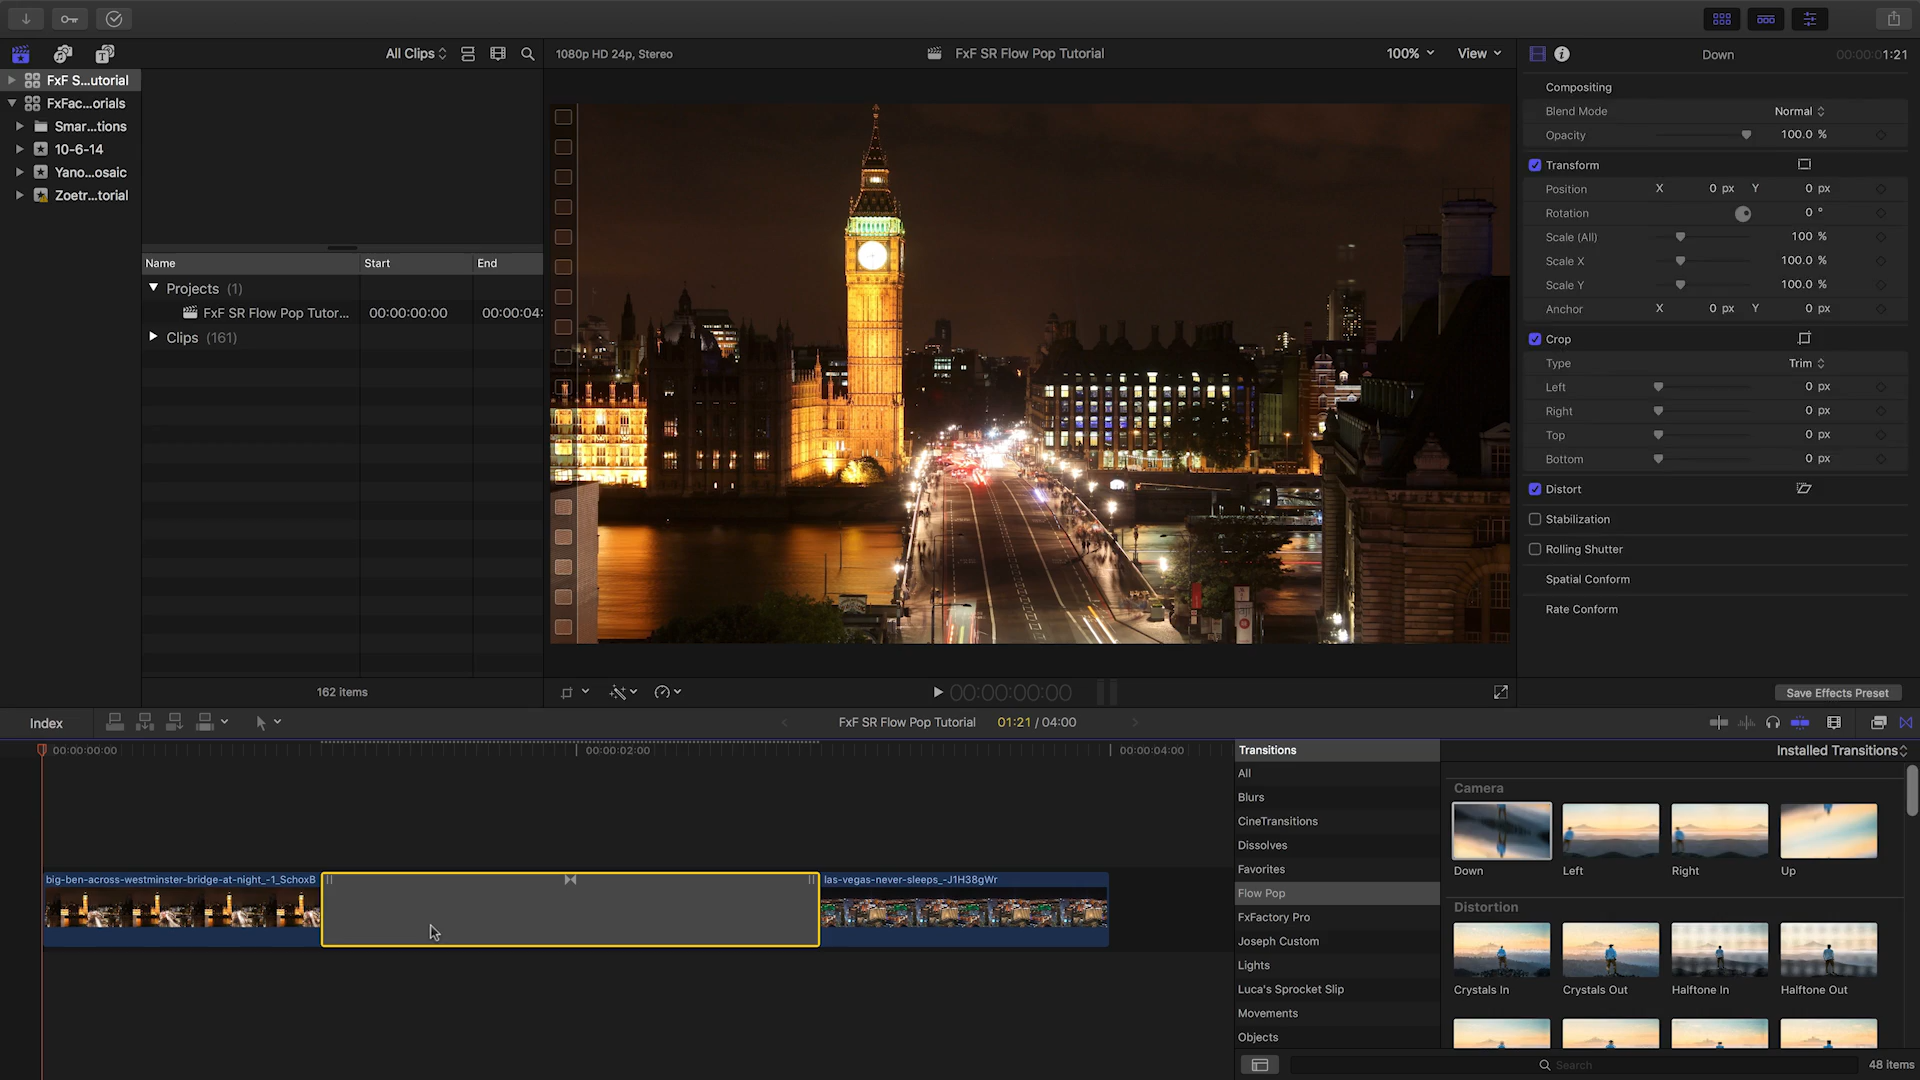 All Clips
1080p HD 24p, Stereo
FxF SR Flow Pop Tutorial
100%
View
Down
00:00:01:21
FxF S...utorial
FxFac...orials
Smar...tions
10-6-14
Yano...osaic
Zoetr...torial
Name
Start
End
Projects (1)
FxF SR Flow Pop Tutor...
00:00:00:00
00:00:04:
Clips (161)
162 items
Compositing
Blend Mode
Normal
Opacity
100.0 %
Transform
Position
X
0 px
Y
0 px
Rotation
0 °
Scale (All)
100 %
Scale X
100.0 %
Scale Y
100.0 %
Anchor
X
0 px
Y
0 px
Crop
Type
Trim
Left
0 px
Right
0 px
Top
0 px
Bottom
0 px
Distort
Stabilization
Rolling Shutter
Spatial Conform
Rate Conform
00:00:00:00
Save Effects Preset
Index
FxF SR Flow Pop Tutorial
01:21 / 04:00
00:00:00:00
00:00:02:00
00:00:04:00
big-ben-across-westminster-bridge-at-night_-1_SchoxB
las-vegas-never-sleeps_-J1H38gWr
Transitions
All
Blurs
CineTransitions
Dissolves
Favorites
Flow Pop
FxFactory Pro
Joseph Custom
Lights
Luca's Sprocket Slip
Movements
Objects
Installed Transitions
Camera
Down
Left
Right
Up
Distortion
Crystals In
Crystals Out
Halftone In
Halftone Out
Search
48 items